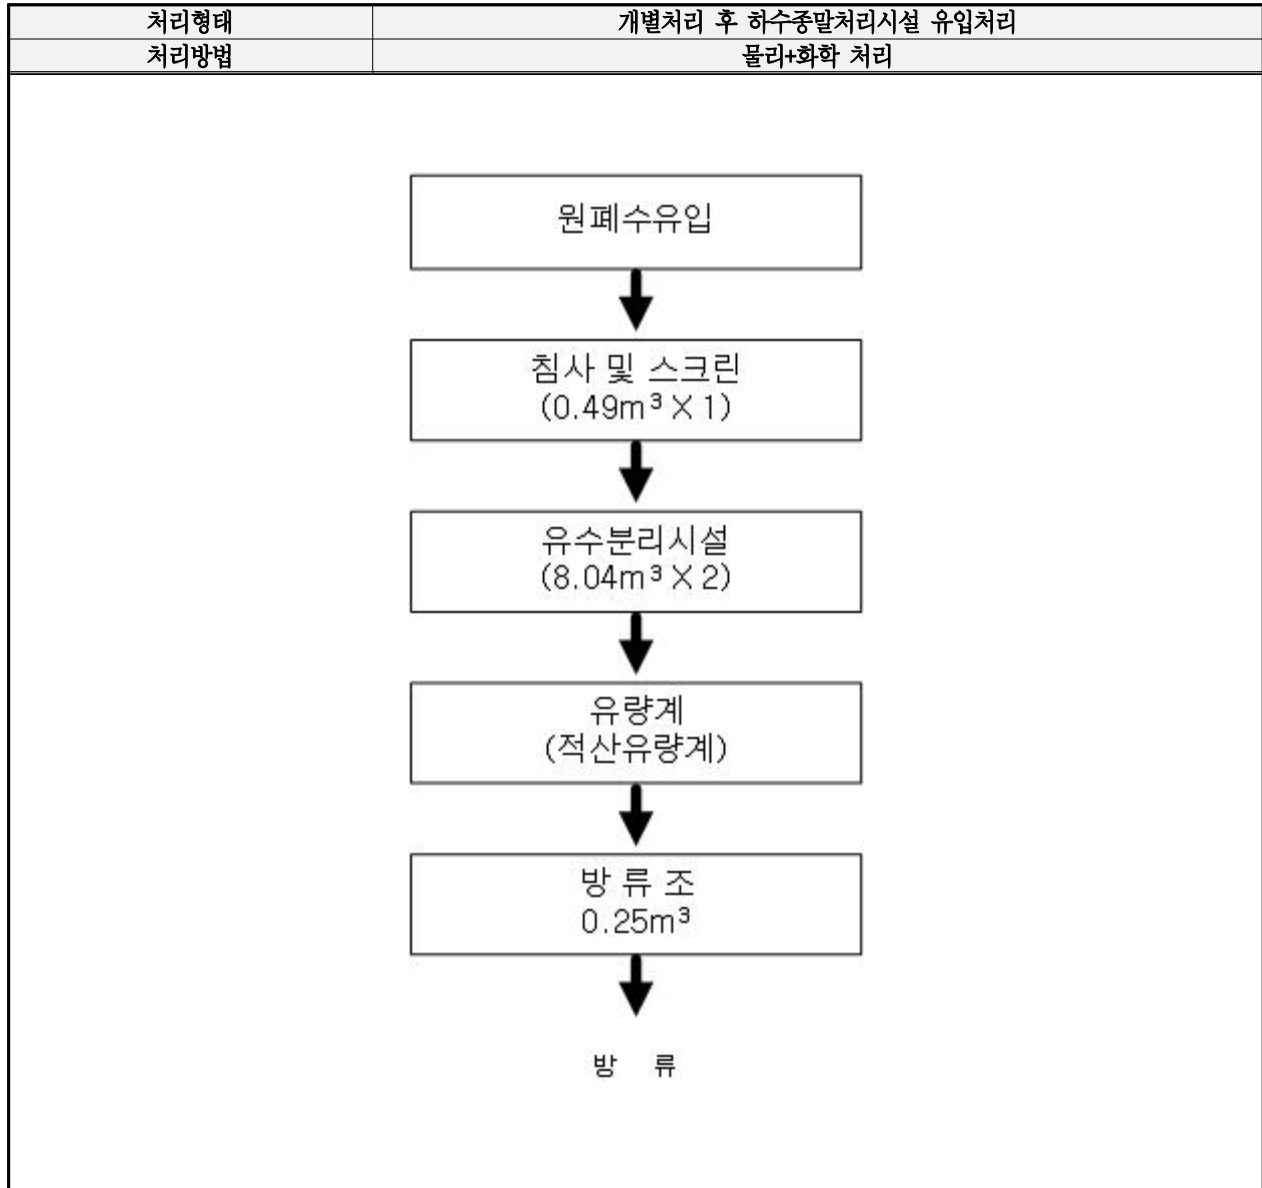 처리형태 개별처리 후 하수종말처리시설 유입처리
처리방법 물리+화학 처리
원폐수유입
침사 및 스크린
(0.49m³ X 1)
유수분리시설
(8.04m³ X 2)
유량계
(적산유량계)
방 류 조
0.25m³
방 류